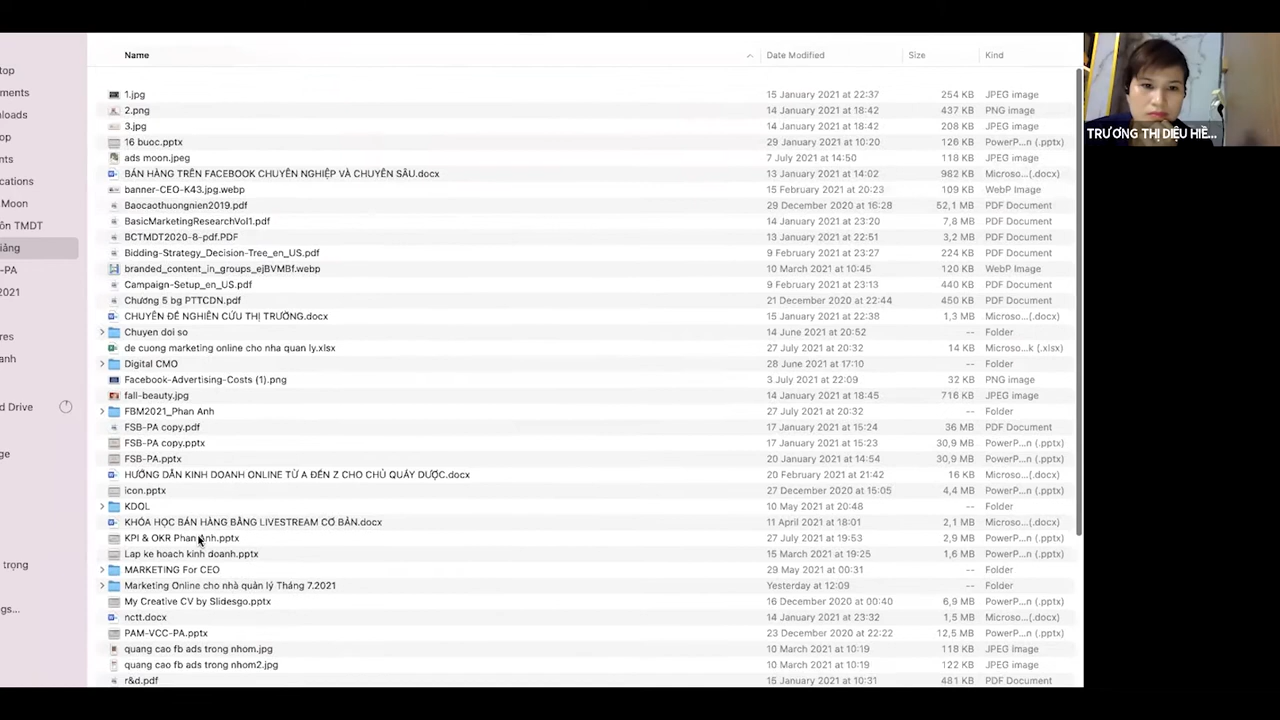 Name Date Modified Size Kind
top
1.jpg 15 January 2021 at 22:37 254 KB JPEG image
ments
2.png 14 January 2021 at 18:42 437 KB PNG image
nloads
3.jpg 14 January 2021 at 18:42 208 KB JPEG image
TRƯƠNG THỊ DIỆU HIỀ...
op
16 buoc.pptx 29 January 2021 at 10:20 126 KB PowerP...n (.pptx)
nts
ads moon.jpeg 7 July 2021 at 14:50 118 KB JPEG image
cations
BÁN HÀNG TRÊN FACEBOOK CHUYÊN NGHIỆP VÀ CHUYÊN SÂU.docx 13 January 2021 at 14:02 982 KB Microso...(.docx)
banner-CEO-K43.jpg.webp 15 February 2021 at 20:23 109 KB WebP Image
Moon
Baocaothuongnien2019.pdf 29 December 2020 at 16:28 52,1 MB PDF Document
ôn TMDT
BasicMarketingResearchVol1.pdf 14 January 2021 at 23:20 7,8 MB PDF Document
BCTMDT2020-8-pdf.PDF 13 January 2021 at 22:51 3,2 MB PDF Document
iảng
Bidding-Strategy_Decision-Tree_en_US.pdf 9 February 2021 at 23:27 224 KB PDF Document
-PA
branded_content_in_groups_ejBVMBf.webp 10 March 2021 at 10:45 120 KB WebP Image
2021
Campaign-Setup_en_US.pdf 9 February 2021 at 23:13 440 KB PDF Document
Chương 5 bg PTTCDN.pdf 21 December 2020 at 22:44 450 KB PDF Document
CHUYÊN ĐỀ NGHIÊN CỨU THỊ TRƯỜNG.docx 15 January 2021 at 22:38 1,3 MB Microso...(.docx)
res
Chuyen doi so 14 June 2021 at 20:52 -- Folder
de cuong marketing online cho nha quan ly.xlsx 27 July 2021 at 20:32 14 KB Microso...k (.xlsx)
anh
Digital CMO 28 June 2021 at 17:10 -- Folder
Facebook-Advertising-Costs (1).png 3 July 2021 at 22:09 32 KB PNG image
fall-beauty.jpg 14 January 2021 at 18:45 716 KB JPEG image
d Drive
FBM2021_Phan Anh 27 July 2021 at 20:32 -- Folder
FSB-PA copy.pdf 17 January 2021 at 15:24 36 MB PDF Document
FSB-PA copy.pptx 17 January 2021 at 15:23 30,9 MB PowerP...n (.pptx)
ge
FSB-PA.pptx 20 January 2021 at 14:54 30,9 MB PowerP...n (.pptx)
HƯỚNG DẪN KINH DOANH ONLINE TỪ A ĐẾN Z CHO CHỦ QUẦY DƯỢC.docx 20 February 2021 at 21:42 16 KB Microso...(.docx)
icon.pptx 27 December 2020 at 15:05 4,4 MB PowerP...n (.pptx)
KDOL 10 May 2021 at 20:48 -- Folder
KHÓA HỌC BÁN HÀNG BẰNG LIVESTREAM CƠ BẢN.docx 11 April 2021 at 18:01 2,1 MB Microso...(.docx)
KPI & OKR Phan Anh.pptx 27 July 2021 at 19:53 2,9 MB PowerP...n (.pptx)
Lap ke hoach kinh doanh.pptx 15 March 2021 at 19:25 1,6 MB PowerP...n (.pptx)
trọng
MARKETING For CEO 29 May 2021 at 00:31 -- Folder
Marketing Online cho nhà quản lý Tháng 7.2021 Yesterday at 12:09 -- Folder
My Creative CV by Slidesgo.pptx 16 December 2020 at 00:40 6,9 MB PowerP...n (.pptx)
gs...
nctt.docx 14 January 2021 at 23:32 1,5 MB Microso...(.docx)
PAM-VCC-PA.pptx 23 December 2020 at 22:22 12,5 MB PowerP...n (.pptx)
quang cao fb ads trong nhom.jpg 10 March 2021 at 10:19 118 KB JPEG image
quang cao fb ads trong nhom2.jpg 10 March 2021 at 10:19 122 KB JPEG image
r&d.pdf 15 January 2021 at 10:31 481 KB PDF Document